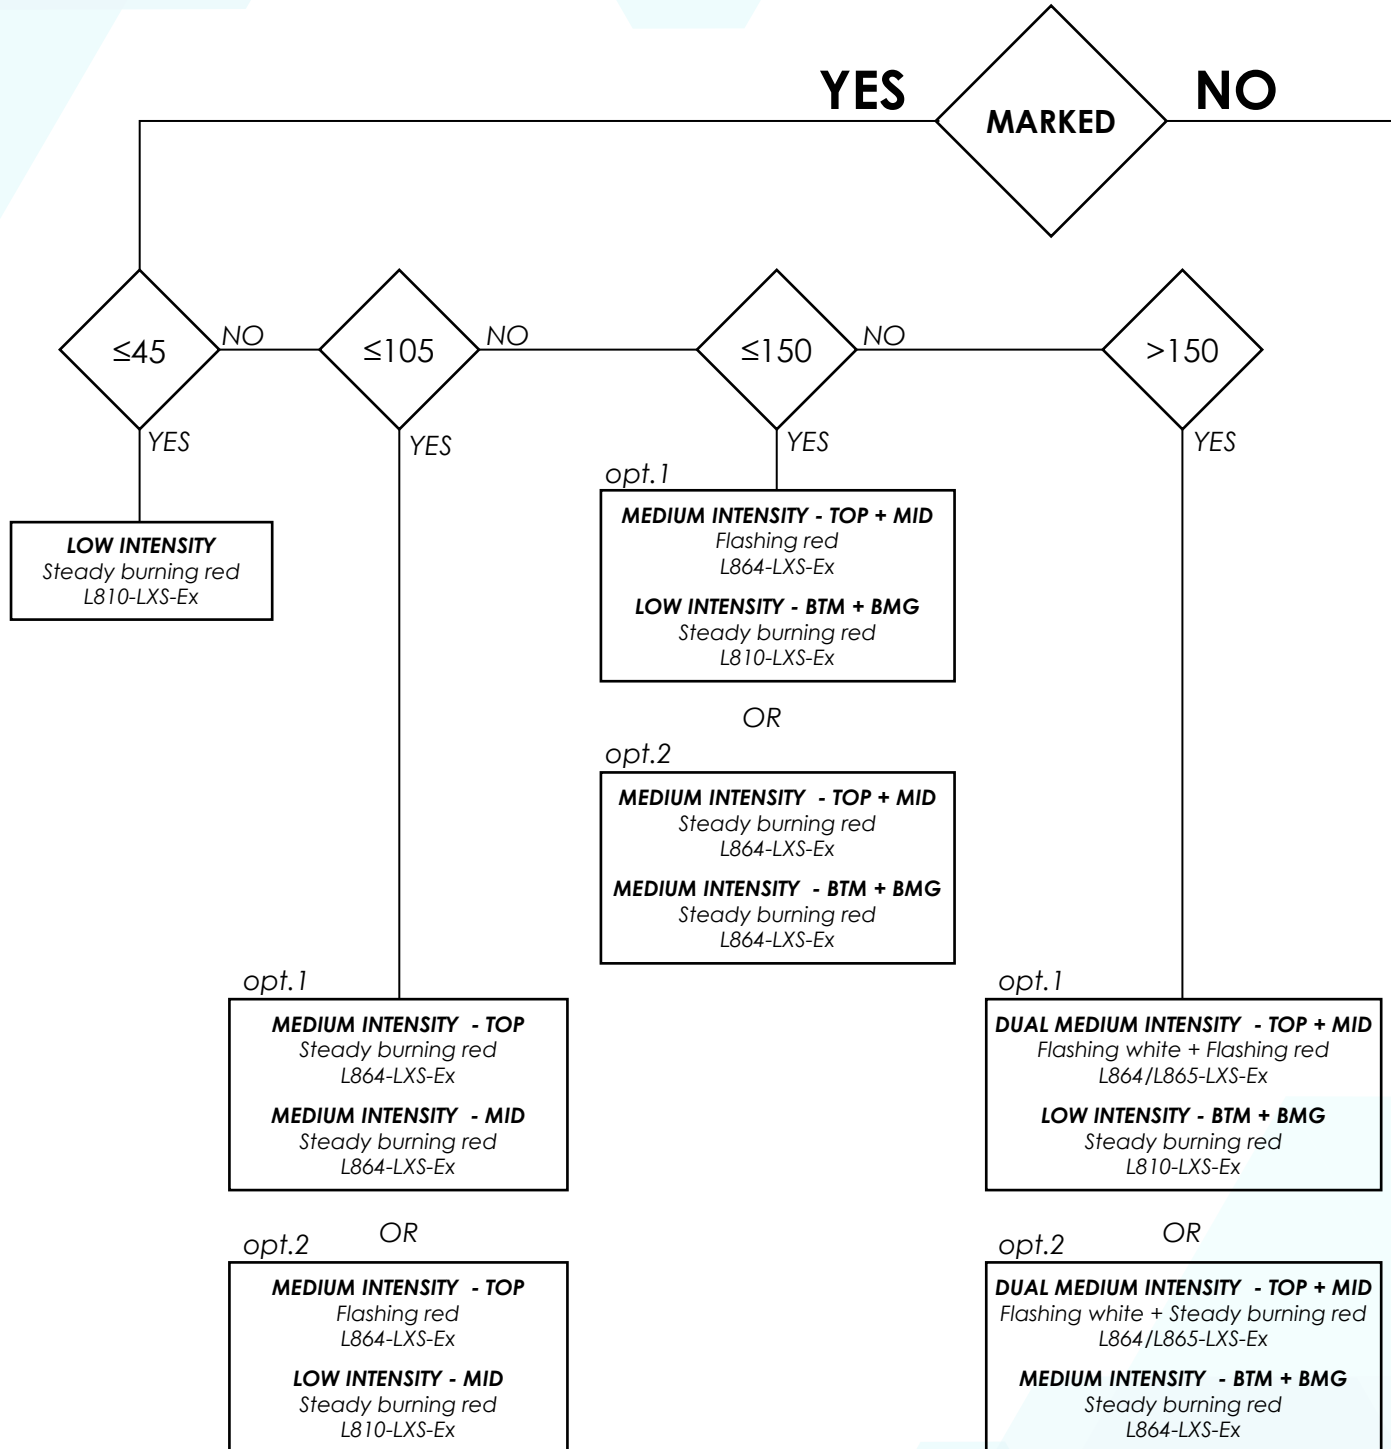 YES
MARKED
NO
≤45
NO
≤105
NO
≤150
NO
>150
YES
YES
YES
YES
LOW INTENSITY
Steady burning red
L810-LXS-Ex
opt.1
MEDIUM INTENSITY - TOP + MID
Flashing red
L864-LXS-Ex
LOW INTENSITY - BTM + BMG
Steady burning red
L810-LXS-Ex
OR
opt.2
MEDIUM INTENSITY - TOP + MID
Steady burning red
L864-LXS-Ex
MEDIUM INTENSITY - BTM + BMG
Steady burning red
L864-LXS-Ex
opt.1
MEDIUM INTENSITY - TOP
Steady burning red
L864-LXS-Ex
MEDIUM INTENSITY - MID
Steady burning red
L864-LXS-Ex
OR
opt.2
MEDIUM INTENSITY - TOP
Flashing red
L864-LXS-Ex
LOW INTENSITY - MID
Steady burning red
L810-LXS-Ex
opt.1
DUAL MEDIUM INTENSITY - TOP + MID
Flashing white + Flashing red
L864/L865-LXS-Ex
LOW INTENSITY - BTM + BMG
Steady burning red
L810-LXS-Ex
OR
opt.2
DUAL MEDIUM INTENSITY - TOP + MID
Flashing white + Steady burning red
L864/L865-LXS-Ex
MEDIUM INTENSITY - BTM + BMG
Steady burning red
L864-LXS-Ex